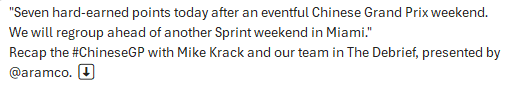 "Seven hard-earned points today after an eventful Chinese Grand Prix weekend.
We will regroup ahead of another Sprint weekend in Miami."
Recap the #ChineseGP with Mike Krack and our team in The Debrief, presented by
@aramco. ⬇️